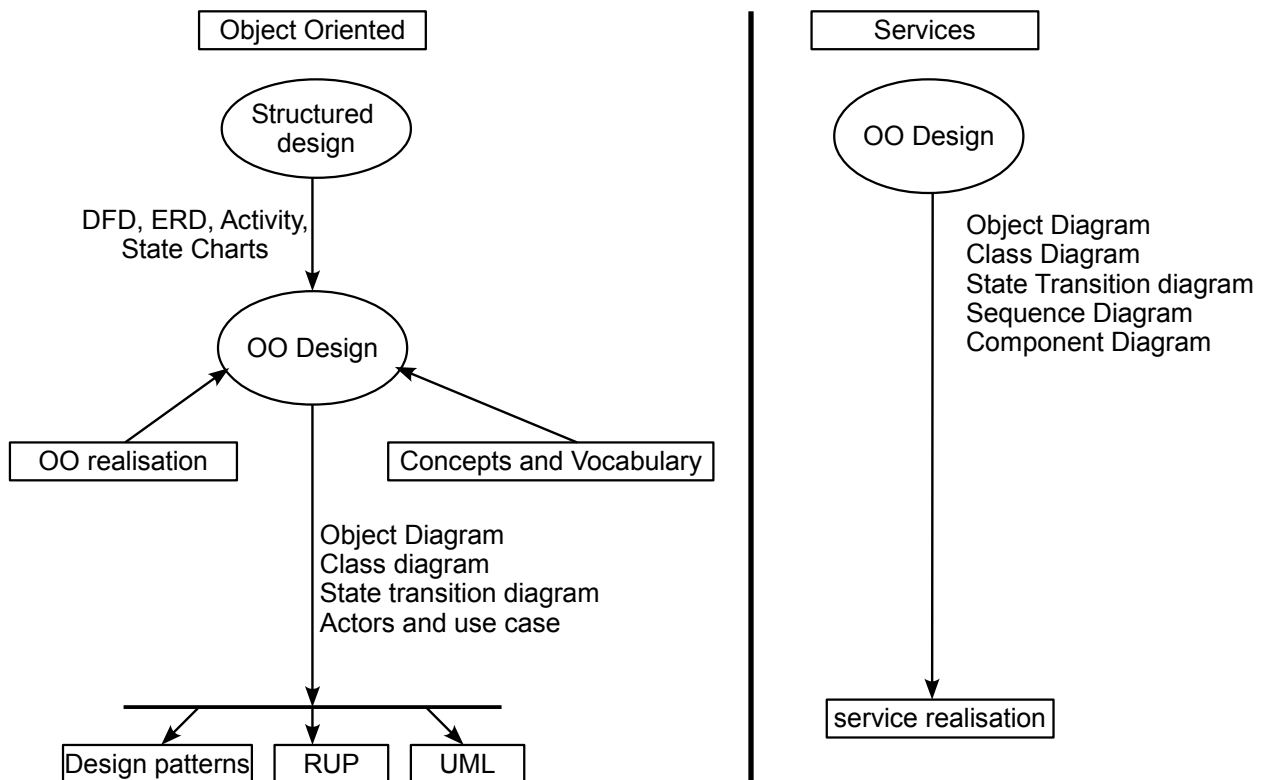 Object Oriented
Structured
design
DFD, ERD, Activity,
State Charts
OO Design
OO realisation
Concepts and Vocabulary
Object Diagram
Class diagram
State transition diagram
Actors and use case
Design patterns
RUP
UML
Services
OO Design
Object Diagram
Class Diagram
State Transition diagram
Sequence Diagram
Component Diagram
service realisation